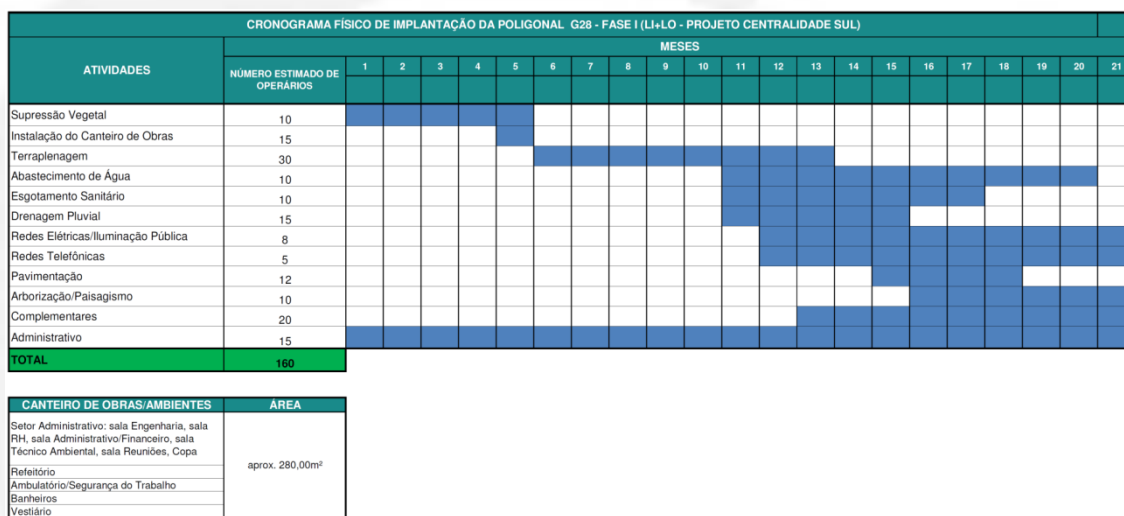 CRONOGRAMA FÍSICO DE IMPLANTAÇÃO DA POLIGONAL G28 - FASE I (LI+LO - PROJETO CENTRALIDADE SUL)
ATIVIDADES
NÚMERO ESTIMADO DE
OPERÁRIOS
MESES
1 2 3 4 5 6 7 8 9 10 11 12 13 14 15 16 17 18 19 20 21
Supressão Vegetal 10
Instalação do Canteiro de Obras 15
Terraplenagem 30
Abastecimento de Água 10
Esgotamento Sanitário 10
Drenagem Pluvial 15
Redes Elétricas/Iluminação Pública 8
Redes Telefônicas 5
Pavimentação 12
Arborização/Paisagismo 10
Complementares 20
Administrativo 15
TOTAL 160
CANTEIRO DE OBRAS/AMBIENTES ÁREA
Setor Administrativo: sala Engenharia, sala
RH, sala Administrativo/Financeiro, sala
Técnico Ambiental, sala Reuniões, Copa
Refeitório
Ambulatório/Segurança do Trabalho
Banheiros
Vestiário
aprox. 280,00m²